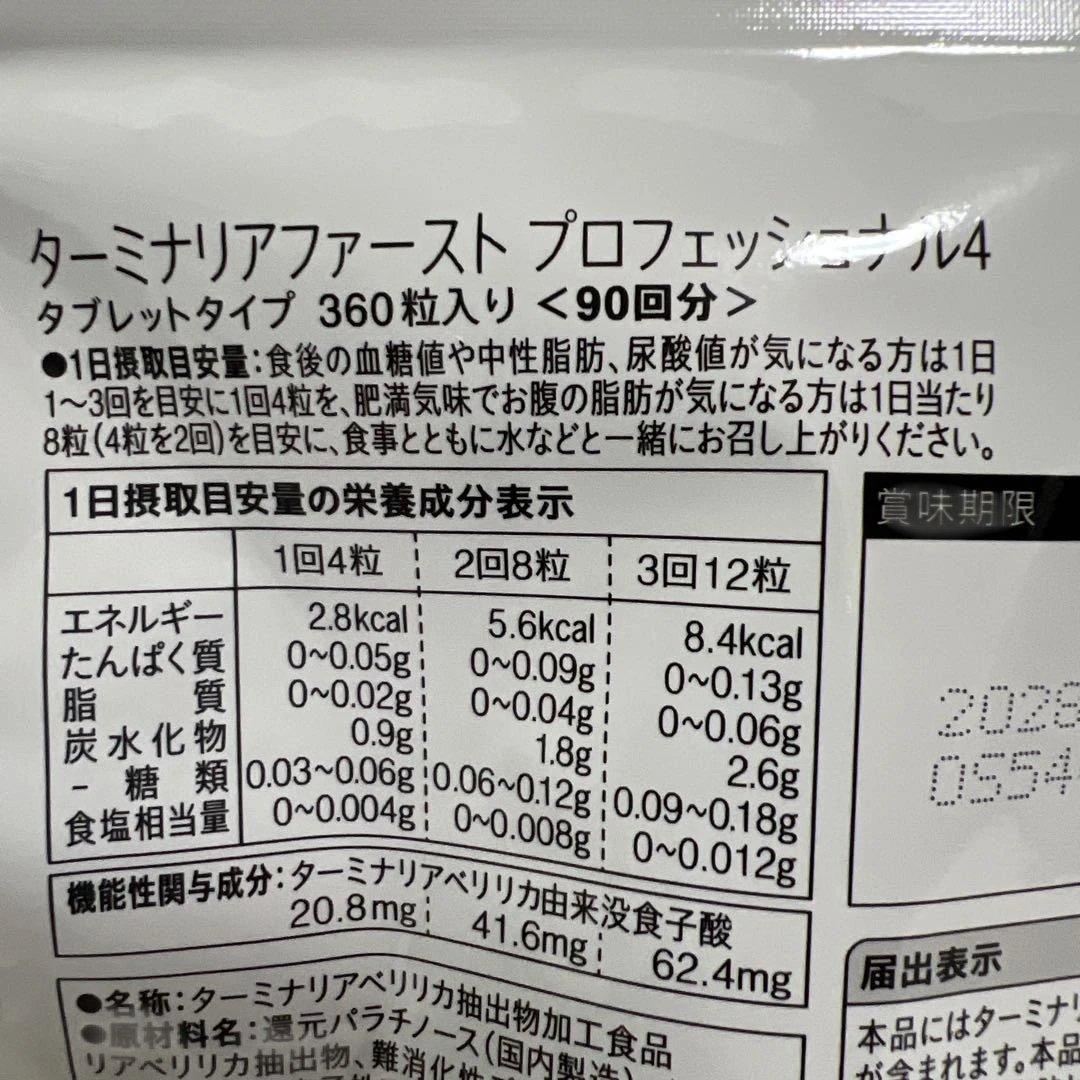 ターミナリアファースト プロフェッショナル4
タブレットタイプ 360粒入り <90回分>
●1日摂取目安量:食後の血糖値や中性脂肪、尿酸値が気になる方は1日
1~3回を目安に1回4粒を、肥満気味でお腹の脂肪が気になる方は1日当たり
8粒(4粒を2回)を目安に、食事とともに水などと一緒にお召し上がりください。
1日摂取目安量の栄養成分表示
1回4粒 2回8粒 3回12粒
エネルギー 2.8kcal 5.6kcal 8.4kcal
たんぱく質 0~0.05g 0~0.09g 0~0.13g
脂質 0~0.02g 0~0.04g 0~0.06g
炭水化物 0.9g 1.8g 2.6g
- 糖類 0.03~0.06g 0.06~0.12g 0.09~0.18g
食塩相当量 0~0.004g 0~0.008g 0~0.012g
機能性関与成分:ターミナリアベリリカ由来没食子酸
20.8mg 41.6mg 62.4mg
●名称:ターミナリアベリリカ抽出物加工食品
●原材料名:還元パラチノース(国内製造)
リアベリリカ抽出物、難消化性
賞味期限
2028
0554
届出表示
本品にはターミナリ
が含まれます。本品